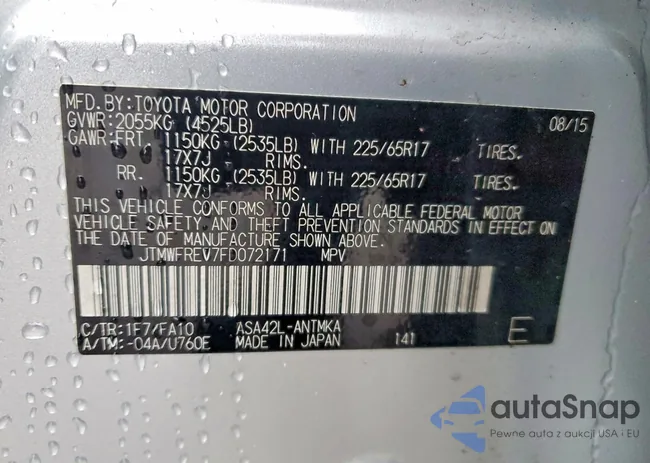 MFD. BY: TOYOTA MOTOR CORPORATION 08/15
GVWR: 2055KG (4525LB)
GAWR: FRT. 1150KG (2535LB) WITH 225/65R17 TIRES.
17X7J RIMS.
RR. 1150KG (2535LB) WITH 225/65R17 TIRES.
17X7J RIMS.
THIS VEHICLE CONFORMS TO ALL APPLICABLE FEDERAL MOTOR
VEHICLE SAFETY AND THEFT PREVENTION STANDARDS IN EFFECT ON
THE DATE OF MANUFACTURE SHOWN ABOVE.
JTMWFREV7FD072171 MPV
C/TR: 1F7/FA10 ASA42L-ANTMKA
A/TM: -04A/U760E MADE IN JAPAN 141 E
autaSnap
Pewne auta z aukcji USA i EU